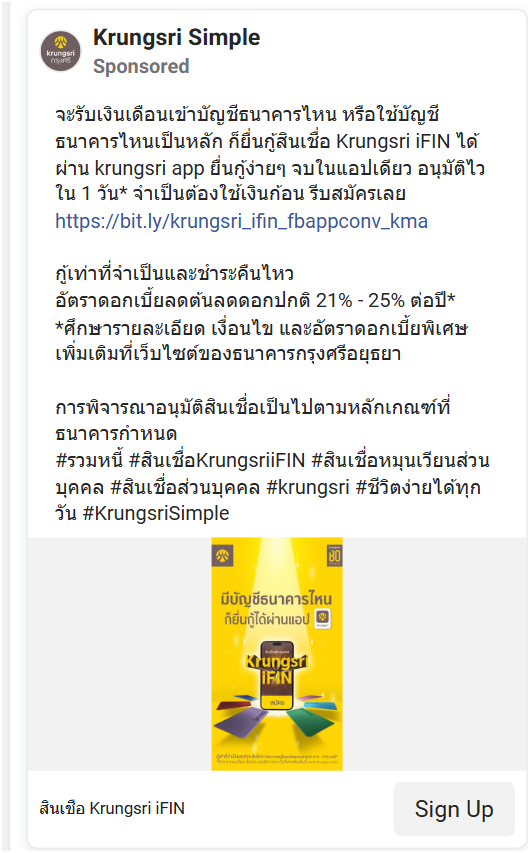 krungsri
กรุงศรี
Krungsri Simple
Sponsored
จะรับเงินเดือนเข้าบัญชีธนาคารไหน หรือใช้บัญชี
ธนาคารไหนเป็นหลัก ก็ยื่นกู้สินเชื่อ Krungsri iFIN ได้
ผ่าน krungsri app ยื่นกู้ง่ายๆ จบในแอปเดียว อนุมัติไว
ใน 1 วัน* จำเป็นต้องใช้เงินก้อน รีบสมัครเลย
https://bit.ly/krungsri_ifin_fbappconv_kma
กู้เท่าที่จำเป็นและชำระคืนไหว
อัตราดอกเบี้ยลดต้นลดดอกปกติ 21% - 25% ต่อปี*
*ศึกษารายละเอียด เงื่อนไข และอัตราดอกเบี้ยพิเศษ
เพิ่มเติมที่เว็บไซต์ของธนาคารกรุงศรีอยุธยา
การพิจารณาอนุมัติสินเชื่อเป็นไปตามหลักเกณฑ์ที่
ธนาคารกำหนด
#รวมหนี้ #สินเชื่อKrungsriiFIN #สินเชื่อหมุนเวียนส่วน
บุคคล #สินเชื่อส่วนบุคคล #krungsri #ชีวิตง่ายได้ทุก
วัน #KrungsriSimple
มีบัญชีธนาคารไหน
ก็ยื่นกู้ได้ผ่านแอป
krungsri
Krungsri
iFIN
สมัคร
สินเชื่อ Krungsri iFIN
Sign Up